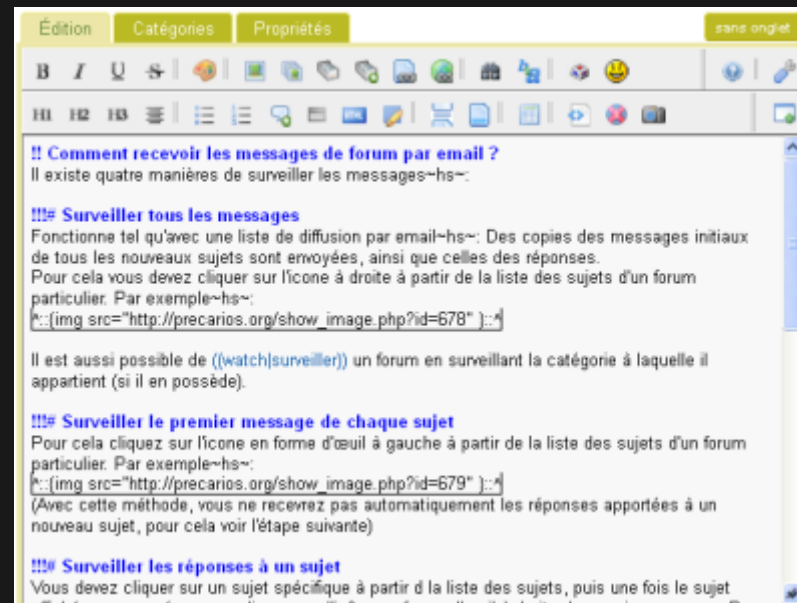 Édition Catégories Propriétés sans onglet
B I U S
H1 H2 H3
!! Comment recevoir les messages de forum par email ?
Il existe quatre manières de surveiller les messages~hs~:
!!!# Surveiller tous les messages
Fonctionne tel qu'avec une liste de diffusion par email~hs~: Des copies des messages initiaux
de tous les nouveaux sujets sont envoyées, ainsi que celles des réponses.
Pour cela vous devez cliquer sur l'icone à droite à partir de la liste des sujets d'un forum
particulier. Par exemple~hs~:
^::{img src="http://precarios.org/show_image.php?id=678" }::^
Il est aussi possible de ((watch|surveiller)) un forum en surveillant la catégorie à laquelle il
appartient (si il en possède).
!!!# Surveiller le premier message de chaque sujet
Pour cela cliquez sur l'icone en forme d'œuil à gauche à partir de la liste des sujets d'un forum
particulier. Par exemple~hs~:
^::{img src="http://precarios.org/show_image.php?id=679" }::^
(Avec cette méthode, vous ne recevrez pas automatiquement les réponses apportées à un
nouveau sujet, pour cela voir l'étape suivante)
!!!# Surveiller les réponses à un sujet
Vous devez cliquer sur un sujet spécifique à partir d la liste des sujets, puis une fois le sujet